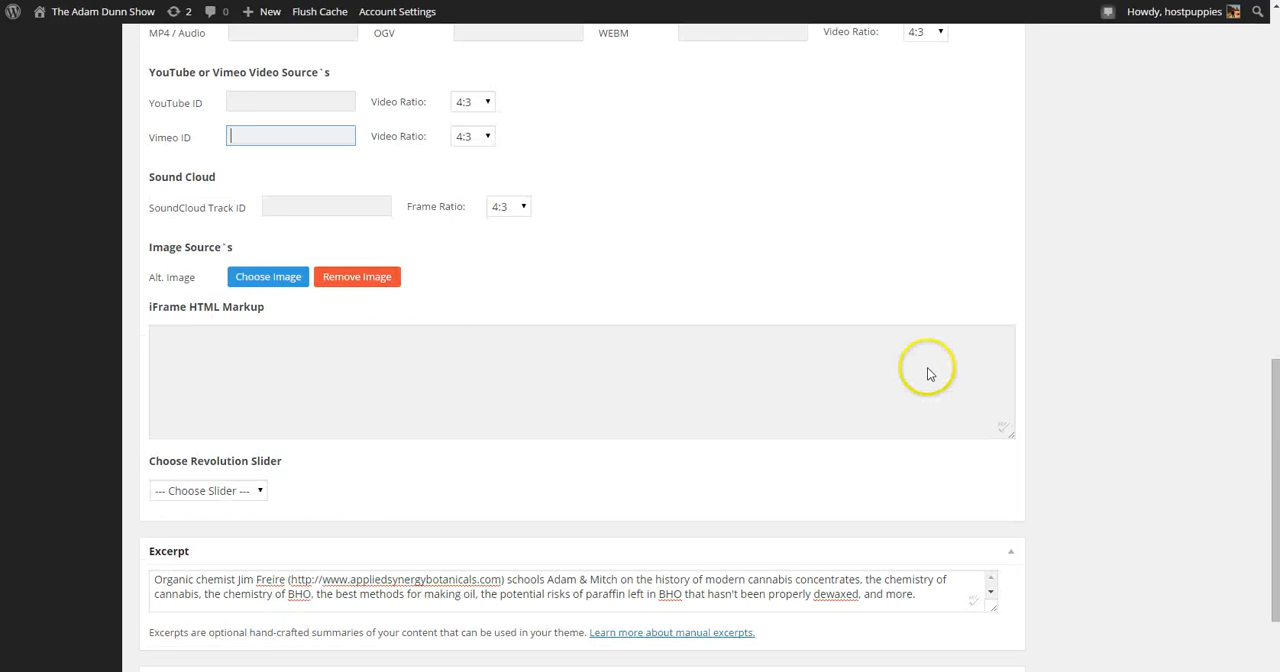 The Adam Dunn Show 2 0 New Flush Cache Account Settings Howdy, hostpuppies
MP4 / Audio OGV WEBM Video Ratio: 4:3
YouTube or Vimeo Video Source`s
YouTube ID Video Ratio: 4:3
Vimeo ID Video Ratio: 4:3
Sound Cloud
SoundCloud Track ID Frame Ratio: 4:3
Image Source`s
Alt. Image Choose Image Remove Image
iFrame HTML Markup
Choose Revolution Slider
--- Choose Slider ---
Excerpt
Organic chemist Jim Freire (http://www.appliedsynergybotanicals.com) schools Adam & Mitch on the history of modern cannabis concentrates, the chemistry of
cannabis, the chemistry of BHO, the best methods for making oil, the potential risks of paraffin left in BHO that hasn't been properly dewaxed, and more.
Excerpts are optional hand-crafted summaries of your content that can be used in your theme. Learn more about manual excerpts.